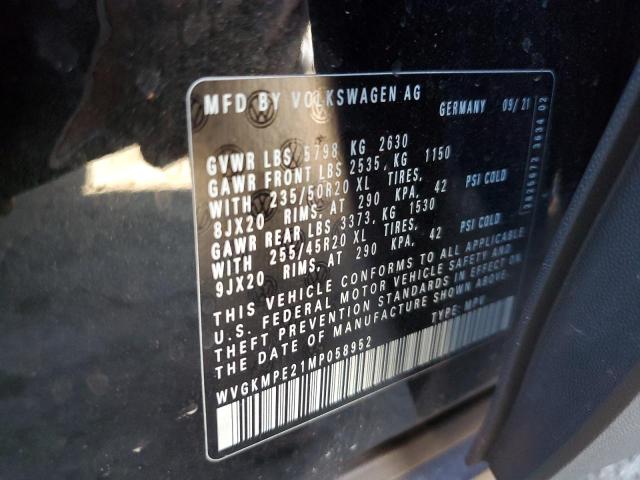 MFD BY VOLKSWAGEN AG GERMANY 09/21
GVWR LBS. 5798 KG 2630
GAWR FRONT LBS 2535, KG 1150
WITH 235/50R20 XL TIRES,
8JX20 RIMS, AT 290 KPA, 42 PSI COLD
GAWR REAR LBS 3373, KG 1530
WITH 255/45R20 XL TIRES,
9JX20 RIMS, AT 290 KPA, 42 PSI COLD
THIS VEHICLE CONFORMS TO ALL APPLICABLE
U.S. FEDERAL MOTOR VEHICLE SAFETY AND
THEFT PREVENTION STANDARDS IN EFFECT ON
THE DATE OF MANUFACTURE SHOWN ABOVE.
TYPE: MPV
WVGKMPE21MP058952